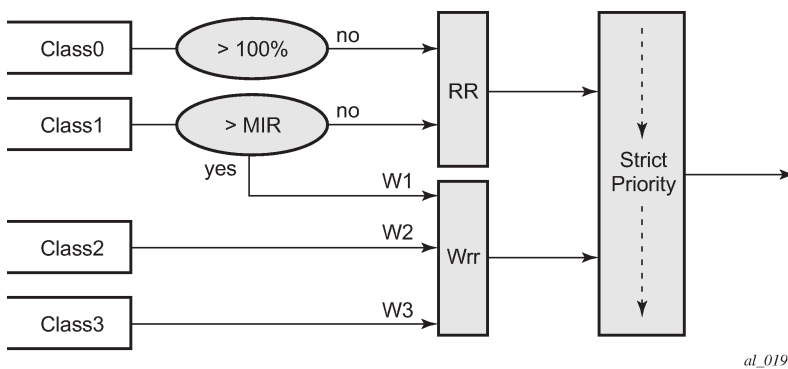 Class0
> 100%
no
RR
Class1
> MIR
no
yes
W1
Strict
Priority
Class2
W2
Wrr
Class3
W3
al_019